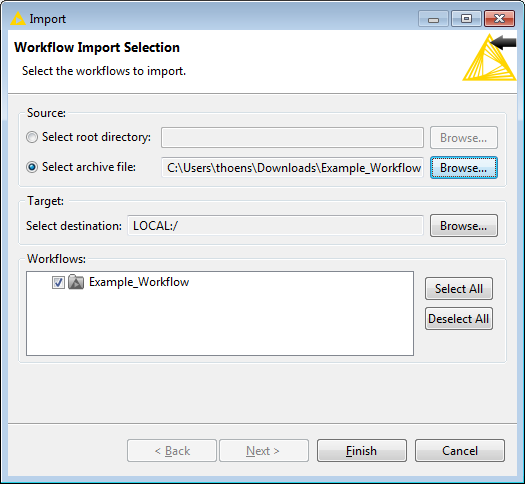 Import
Workflow Import Selection
Select the workflows to import.
Source:
Select root directory:
Browse...
Select archive file:
C:\Users\thoens\Downloads\Example_Workflow
Browse...
Target:
Select destination:
LOCAL:/
Browse...
Workflows:
Example_Workflow
Select All
Deselect All
< Back
Next >
Finish
Cancel